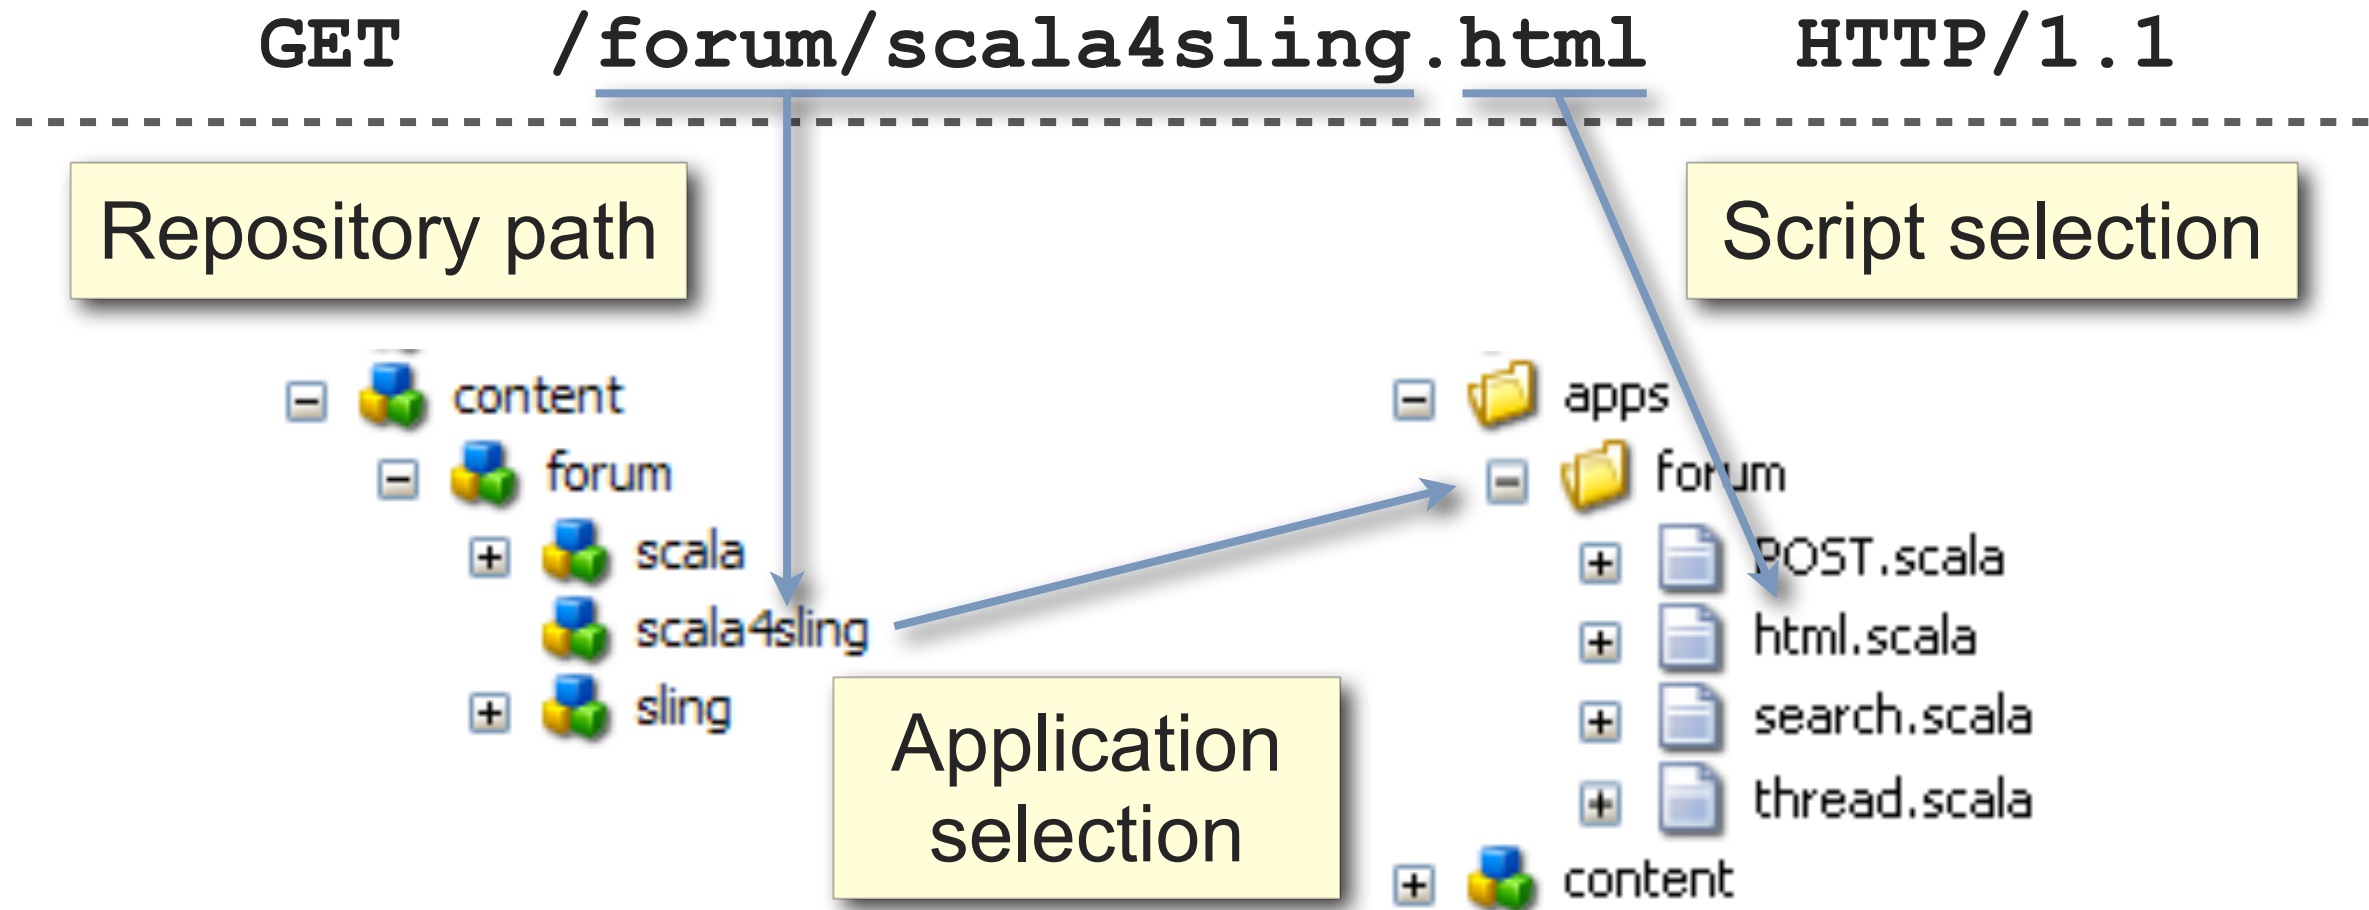 GET /forum/scala4sling.html HTTP/1.1
Repository path
Script selection
content
forum
scala
scala4sling
sling
Application
selection
apps
forum
POST.scala
html.scala
search.scala
thread.scala
content